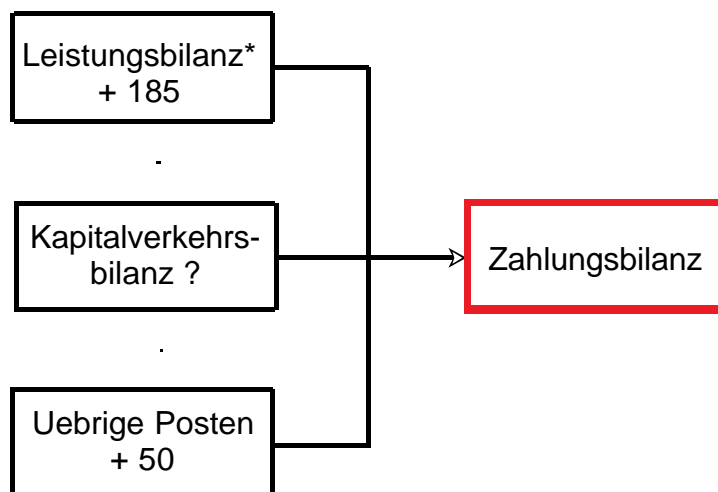 Leistungsbilanz*
+ 185
Kapitalverkehrs-
bilanz ?
Zahlungsbilanz
Uebrige Posten
+ 50